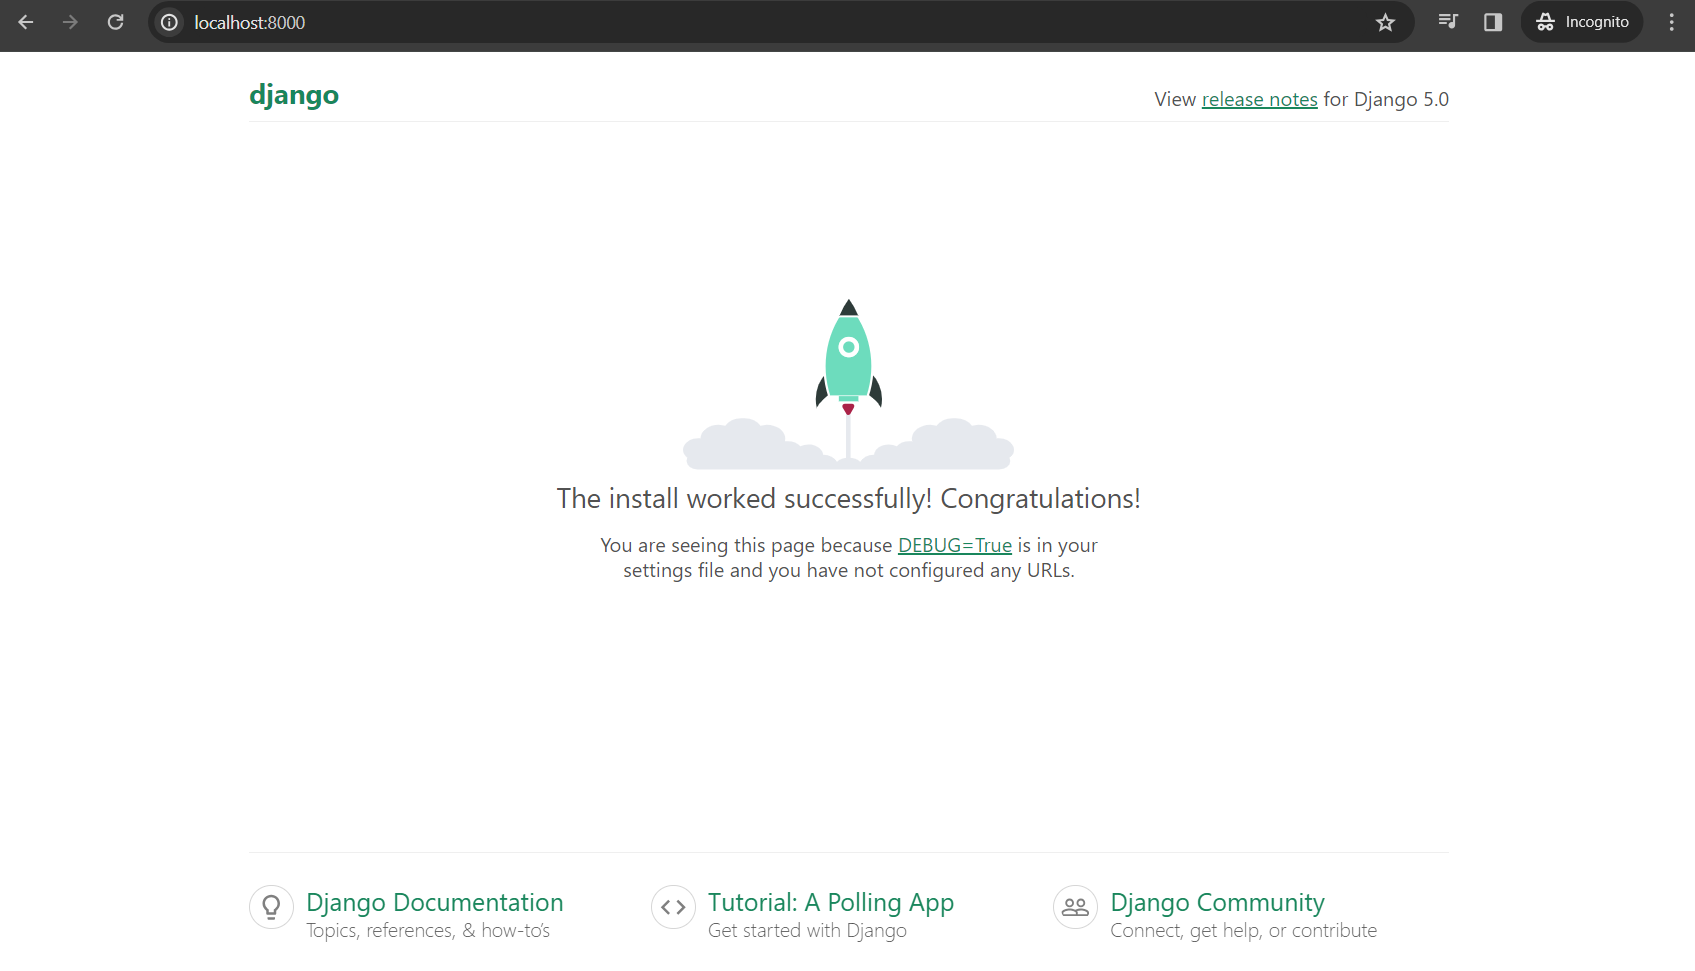 localhost:8000
Incognito
django
View release notes for Django 5.0
The install worked successfully! Congratulations!
You are seeing this page because DEBUG=True is in your
settings file and you have not configured any URLs.
Django Documentation
Topics, references, & how-to’s
Tutorial: A Polling App
Get started with Django
Django Community
Connect, get help, or contribute